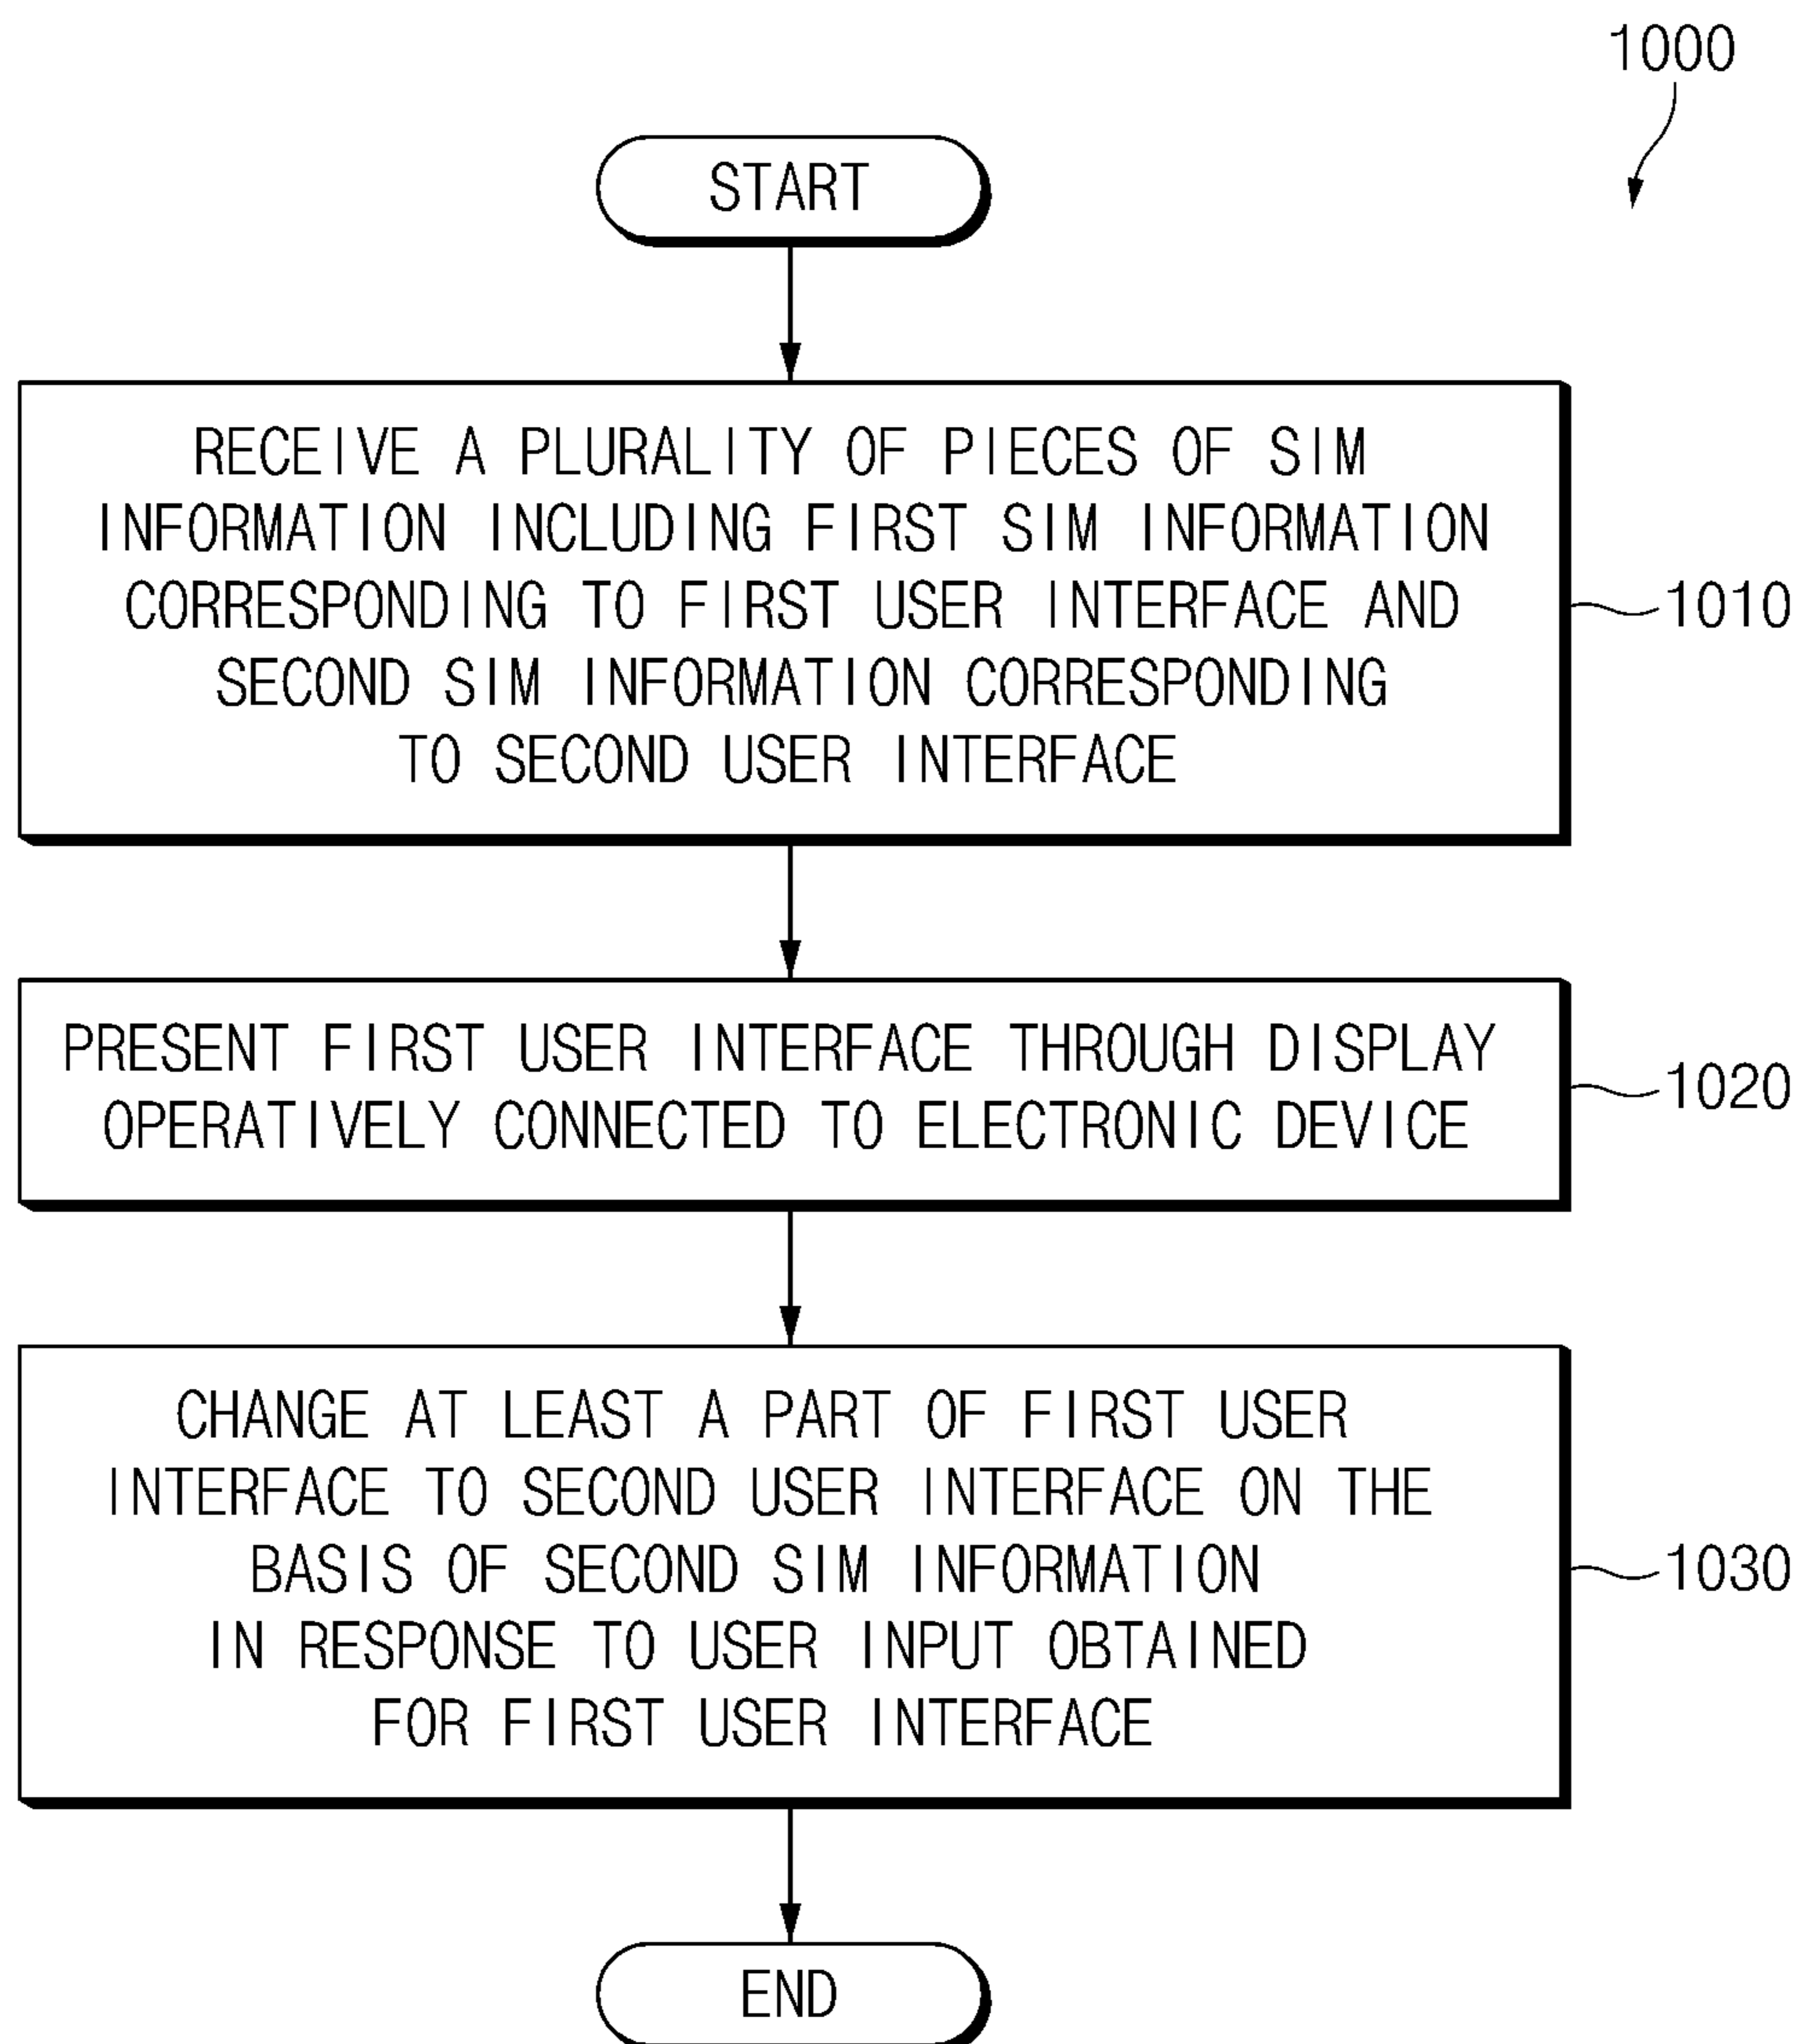 1000
START
RECEIVE A PLURALITY OF PIECES OF SIM
INFORMATION INCLUDING FIRST SIM INFORMATION
CORRESPONDING TO FIRST USER INTERFACE AND
SECOND SIM INFORMATION CORRESPONDING
TO SECOND USER INTERFACE
1010
PRESENT FIRST USER INTERFACE THROUGH DISPLAY
OPERATIVELY CONNECTED TO ELECTRONIC DEVICE
1020
CHANGE AT LEAST A PART OF FIRST USER
INTERFACE TO SECOND USER INTERFACE ON THE
BASIS OF SECOND SIM INFORMATION
IN RESPONSE TO USER INPUT OBTAINED
FOR FIRST USER INTERFACE
1030
END